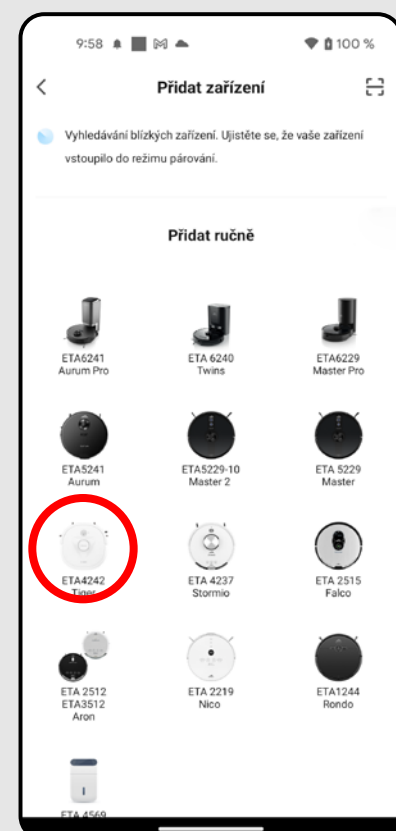 9:58
100 %
Přidat zařízení
Vyhledávání blízkých zařízení. Ujistěte se, že vaše zařízení
vstoupilo do režimu párování.
Přidat ručně
ETA6241
Aurum Pro
ETA 6240
Twins
ETA6229
Master Pro
ETA5241
Aurum
ETA5229-10
Master 2
ETA 5229
Master
ETA4242
Tiger
ETA 4237
Stormio
ETA 2515
Falco
ETA 2512
ETA3512
Aron
ETA 2219
Nico
ETA1244
Rondo
ETA 4569